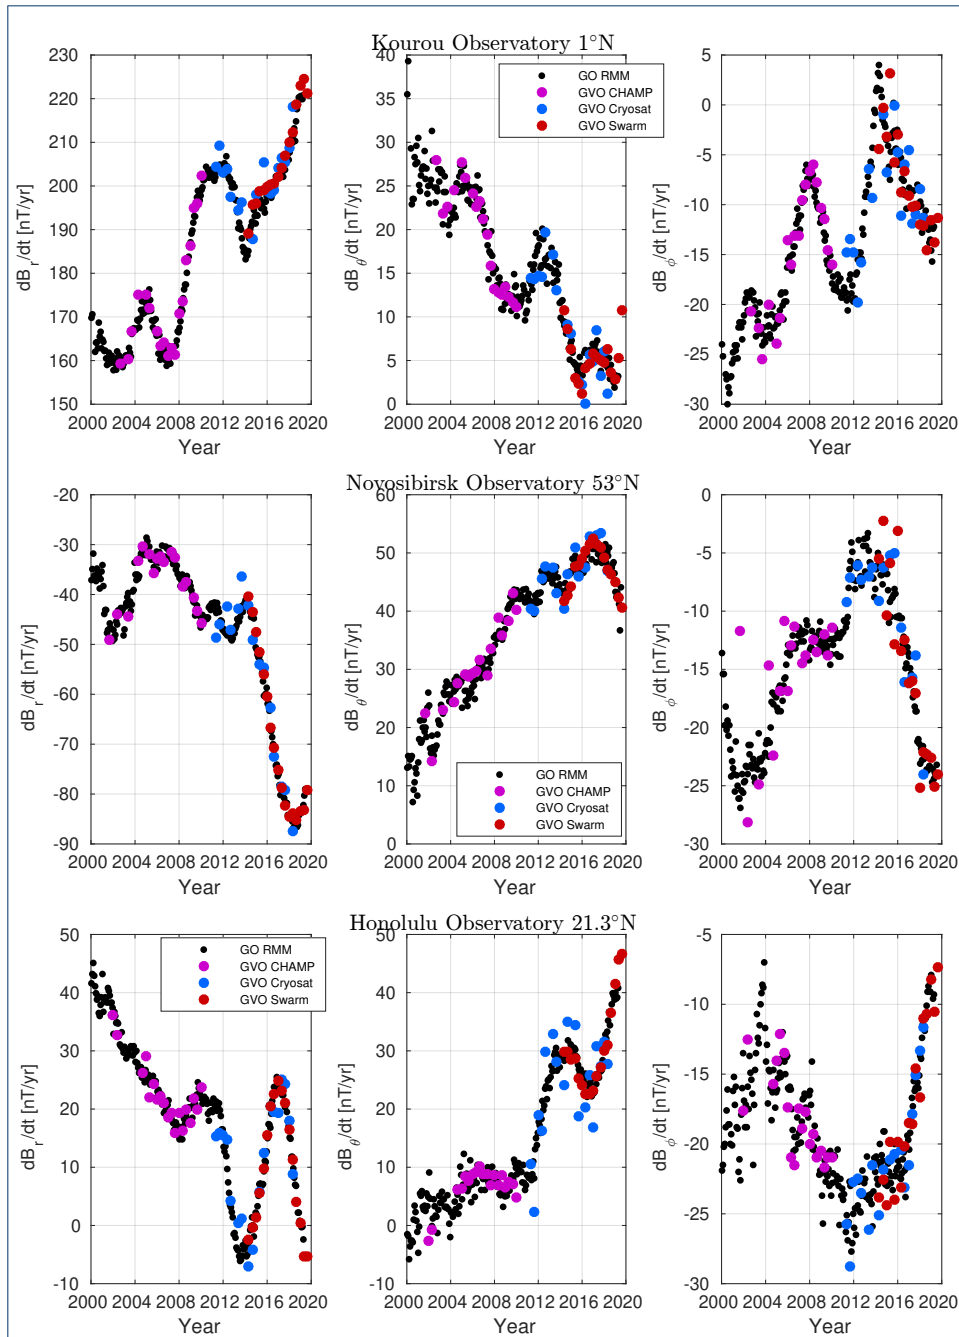 Kourou Observatory 1°N
230
220
210
200
190
180
170
160
150
dB_r/dt [nT/yr]
2000 2004 2008 2012 2016 2020
Year
40
35
30
25
20
15
10
5
0
dB_θ/dt [nT/yr]
GO RMM
GVO CHAMP
GVO Cryosat
GVO Swarm
2000 2004 2008 2012 2016 2020
Year
5
0
-5
-10
-15
-20
-25
-30
dB_ϕ/dt [nT/yr]
2000 2004 2008 2012 2016 2020
Year
Novosibirsk Observatory 53°N
-20
-30
-40
-50
-60
-70
-80
-90
dB_r/dt [nT/yr]
2000 2004 2008 2012 2016 2020
Year
60
50
40
30
20
10
0
dB_θ/dt [nT/yr]
GO RMM
GVO CHAMP
GVO Cryosat
GVO Swarm
2000 2004 2008 2012 2016 2020
Year
0
-5
-10
-15
-20
-25
-30
dB_ϕ/dt [nT/yr]
2000 2004 2008 2012 2016 2020
Year
Honolulu Observatory 21.3°N
50
40
30
20
10
0
-10
dB_r/dt [nT/yr]
GO RMM
GVO CHAMP
GVO Cryosat
GVO Swarm
2000 2004 2008 2012 2016 2020
Year
50
40
30
20
10
0
-10
dB_θ/dt [nT/yr]
2000 2004 2008 2012 2016 2020
Year
-5
-10
-15
-20
-25
-30
dB_ϕ/dt [nT/yr]
2000 2004 2008 2012 2016 2020
Year